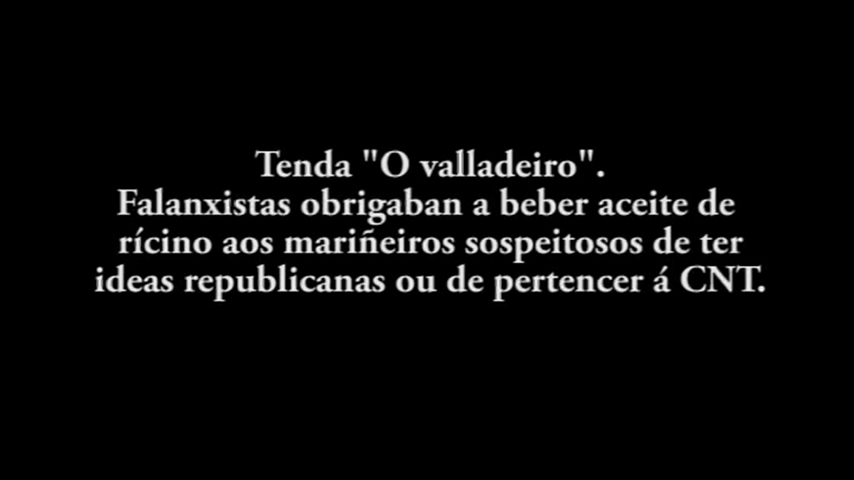 Tenda "O valladeiro".
Falanxistas obrigaban a beber aceite de
rícino aos mariñeiros sospeitosos de ter
ideas republicanas ou de pertencer á CNT.